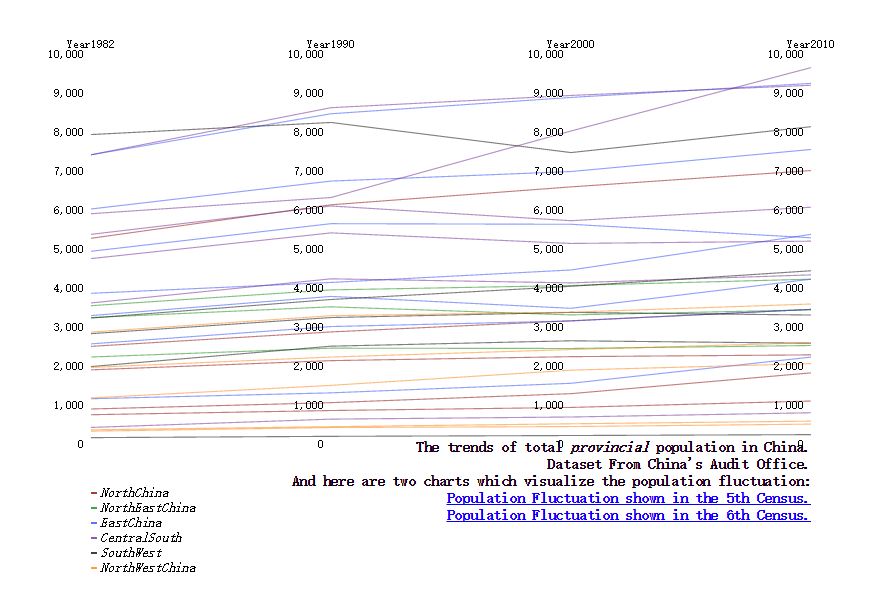 Year1982 Year1990 Year2000 Year2010
10,000 10,000 10,000 10,000
9,000 9,000 9,000 9,000
8,000 8,000 8,000 8,000
7,000 7,000 7,000 7,000
6,000 6,000 6,000 6,000
5,000 5,000 5,000 5,000
4,000 4,000 4,000 4,000
3,000 3,000 3,000 3,000
2,000 2,000 2,000 2,000
1,000 1,000 1,000 1,000
0 0 0 0
The trends of total provincial population in China.
Dataset From China's Audit Office.
And here are two charts which visualize the population fluctuation:
Population Fluctuation shown in the 5th Census.
Population Fluctuation shown in the 6th Census.
NorthChina
NorthEastChina
EastChina
CentralSouth
SouthWest
NorthWestChina